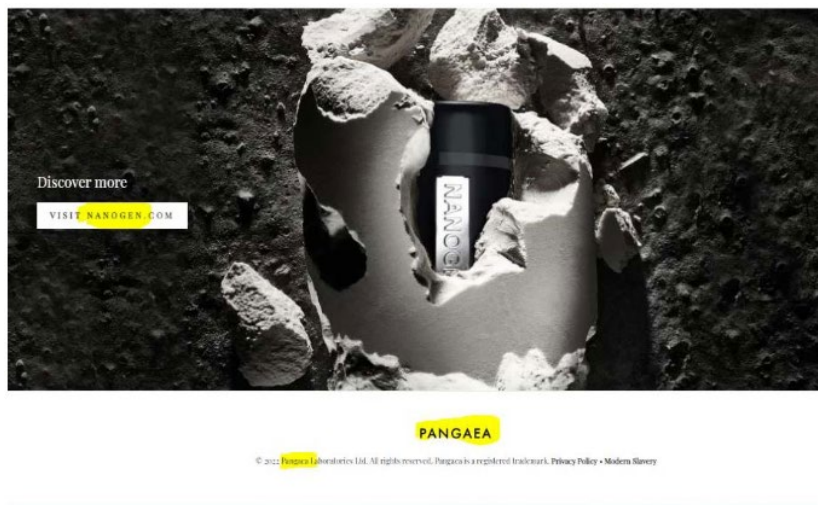 Discover more
VISIT NANOGEN.COM
NANOG
PANGAEA
© 2022 Pangaea Laboratories Ltd. All rights reserved. Pangaea is a registered trademark. Privacy Policy • Modern Slavery